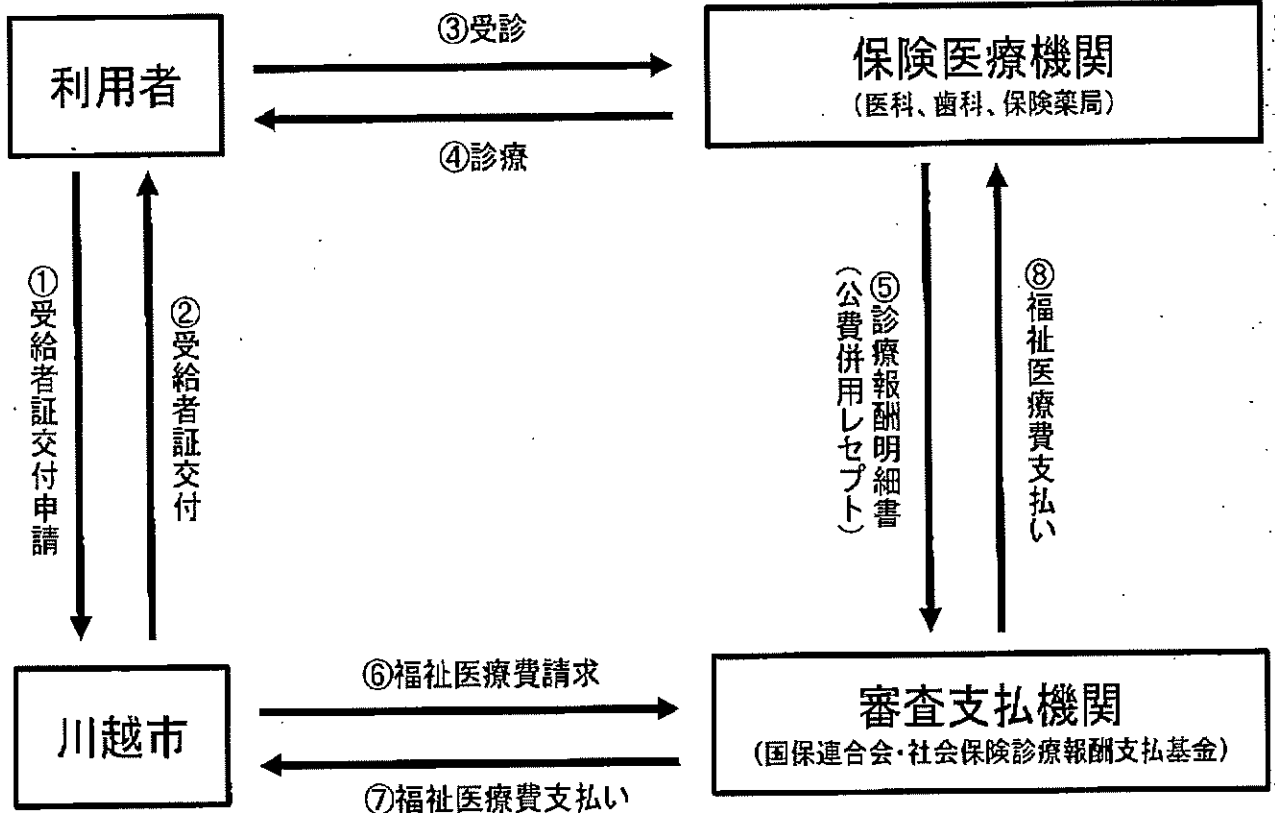 ③受診
利用者
保険医療機関
(医科、歯科、保険薬局)
④診療
①受給者証交付申請
②受給者証交付
⑤診療報酬明細書
(公費併用レセプト)
⑧福祉医療費支払い
⑥福祉医療費請求
川越市
審査支払機関
(国保連合会・社会保険診療報酬支払基金)
⑦福祉医療費支払い